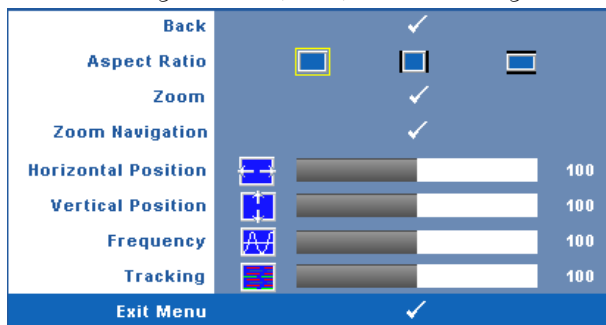 Back
Aspect Ratio
Zoom
Zoom Navigation
Horizontal Position 100
Vertical Position 100
Frequency 100
Tracking 100
Exit Menu